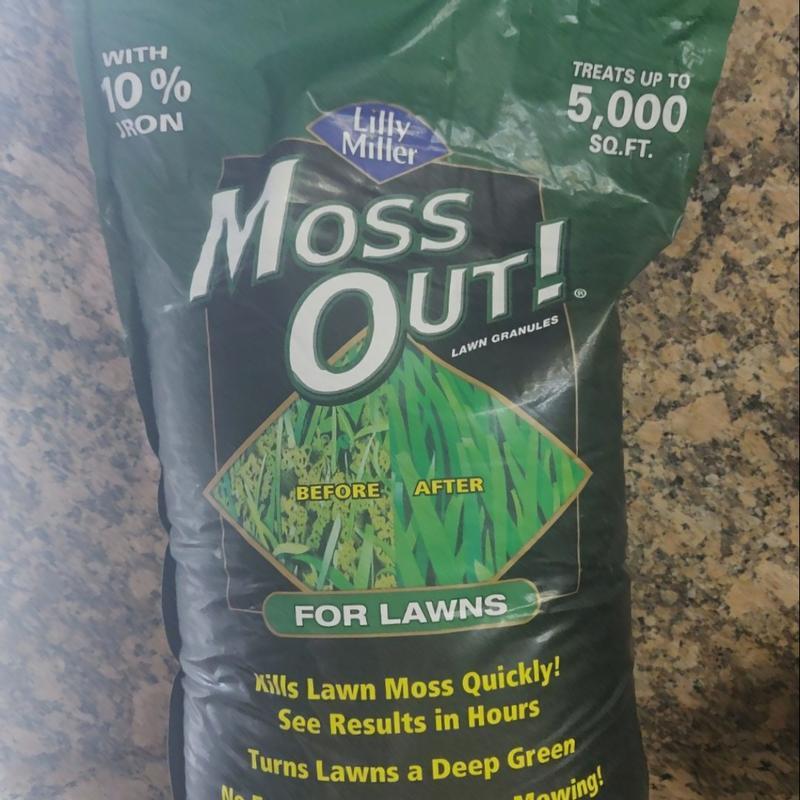 WITH
10 %
IRON
TREATS UP TO
5,000
SQ.FT.
Lilly
Miller
MOSS
OUT!®
LAWN GRANULES
BEFORE AFTER
FOR LAWNS
Kills Lawn Moss Quickly!
See Results in Hours
Turns Lawns a Deep Green
No Mowing!